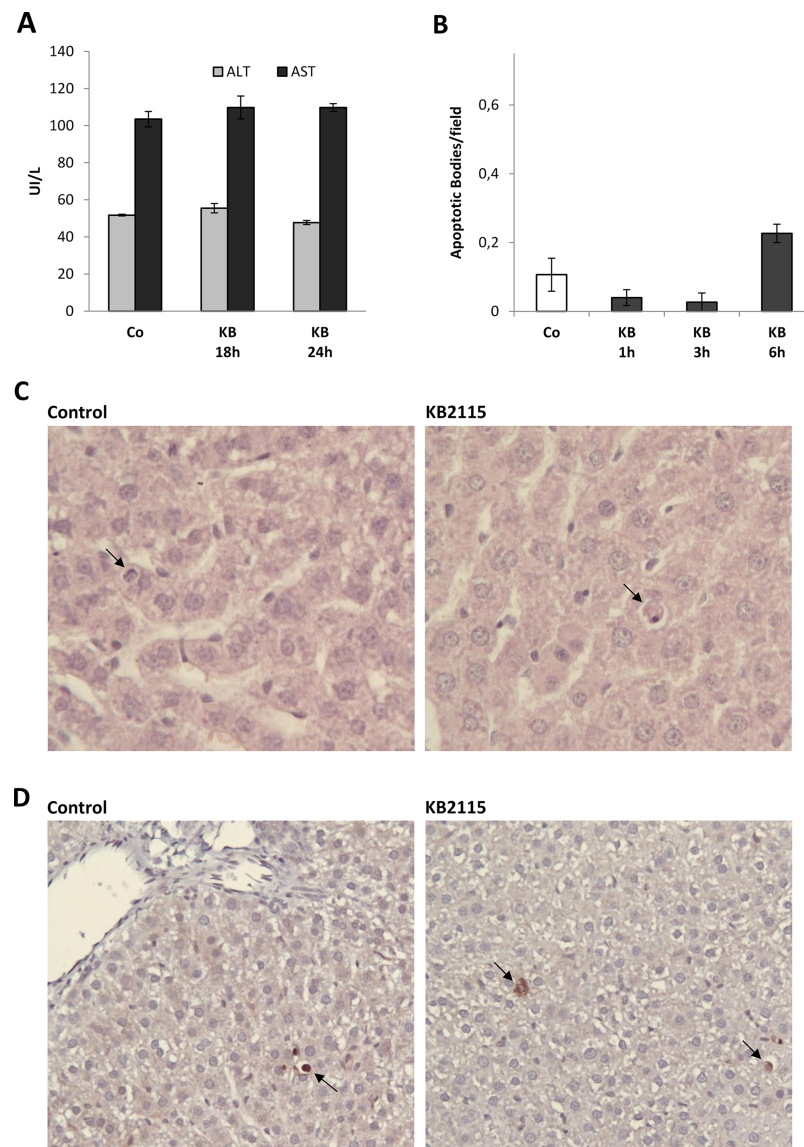 A
140
120
100
80
60
40
20
0
UI/L
ALT AST
Co KB KB
18h 24h
B
0,6
0,4
0,2
0
Apoptotic Bodies/field
Co KB KB KB
1h 3h 6h
C
Control KB2115
D
Control KB2115